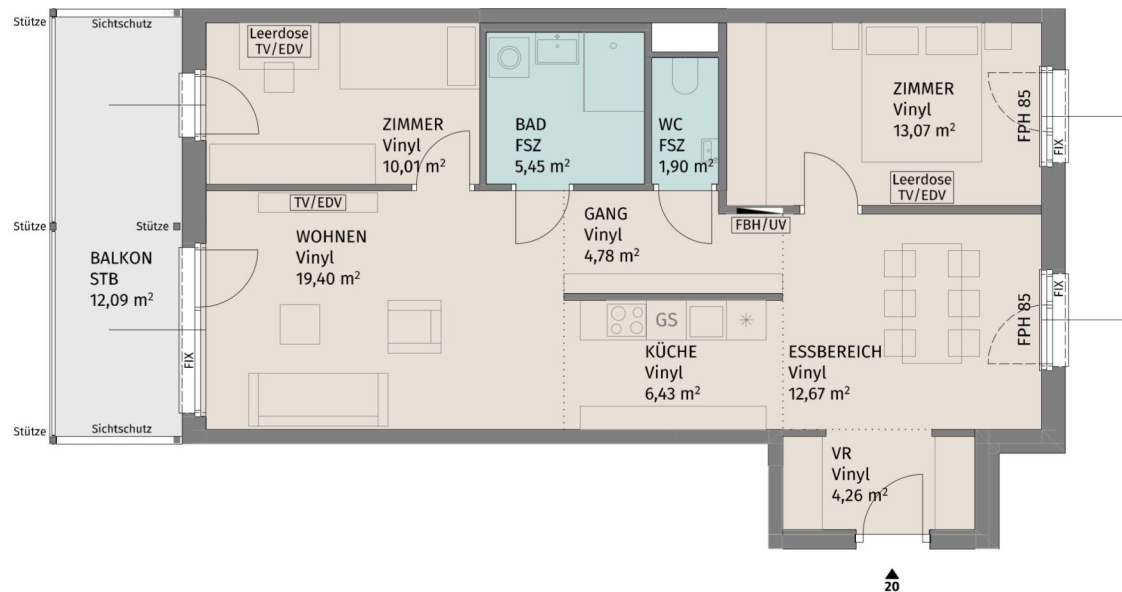 Stütze
Sichtschutz
Leerdose
TV/EDV
ZIMMER
Vinyl
10,01 m²
BAD
FSZ
5,45 m²
WC
FSZ
1,90 m²
ZIMMER
Vinyl
13,07 m²
FPH 85
FIX
Leerdose
TV/EDV
Stütze
Stütze
BALKON
STB
12,09 m²
TV/EDV
WOHNEN
Vinyl
19,40 m²
GANG
Vinyl
4,78 m²
FBH/UV
FIX
GS
KÜCHE
Vinyl
6,43 m²
ESSBEREICH
Vinyl
12,67 m²
FPH 85
FIX
Stütze
Sichtschutz
VR
Vinyl
4,26 m²
20